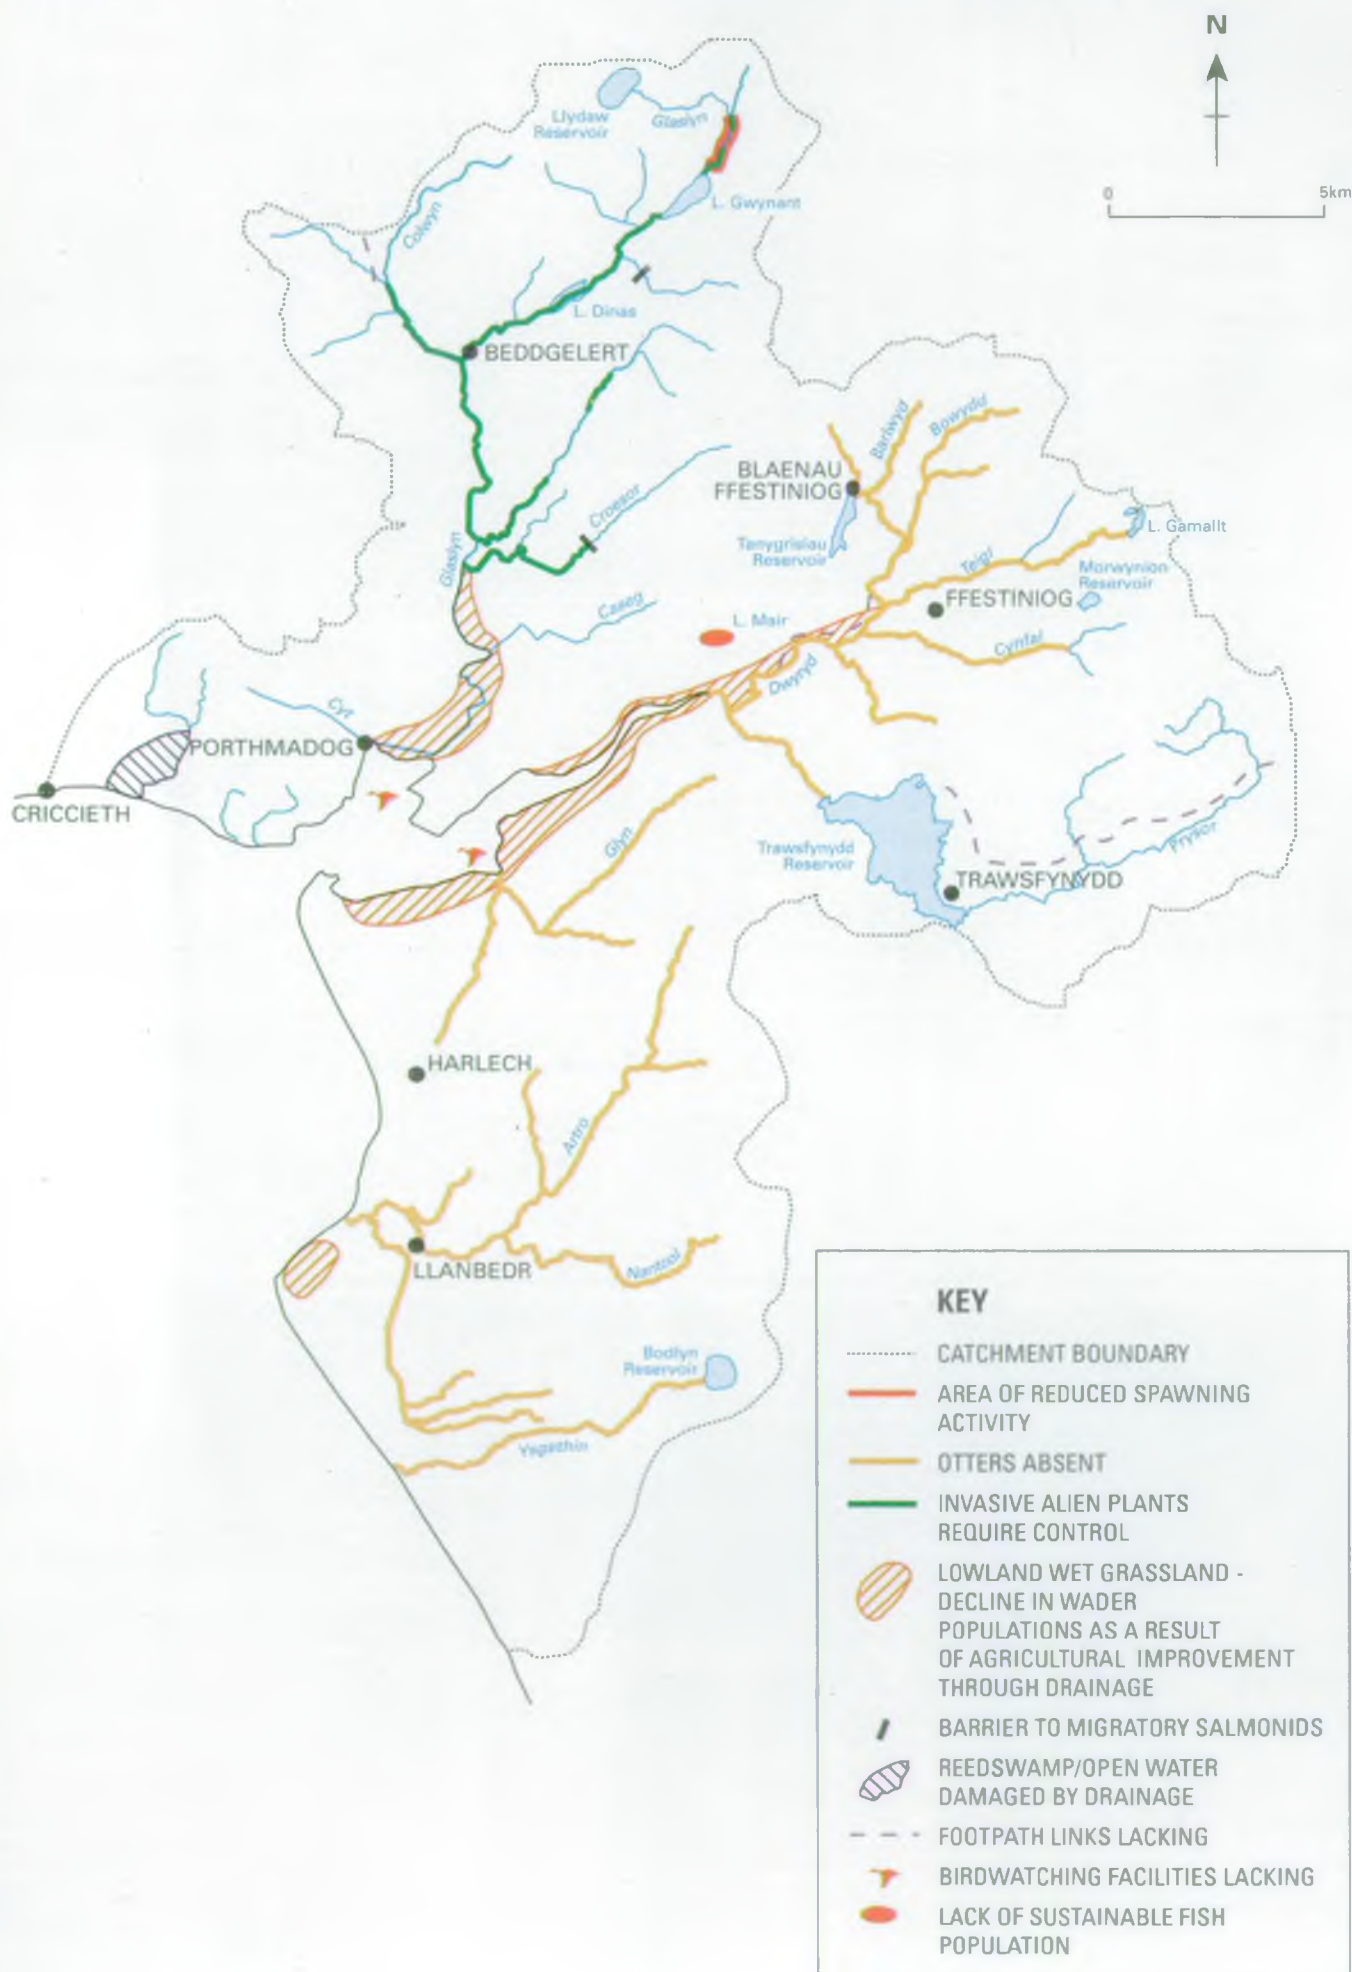 N
0
5km
Llydaw
Reservoir
Glaslyn
L. Gwynant
Colwyn
L. Dinas
BEDDGELERT
Barlwyd
Bowydd
BLAENAU
FFESTINIOG
Croesor
Tanygrisiau
Reservoir
L. Gamallt
Teigl
Morwynion
Reservoir
FFESTINIOG
Glaslyn
Caseg
L. Mair
Cynfal
Dwyryd
Cyt
PORTHMADOG
CRICCIETH
Glyn
Trawsfynydd
Reservoir
Prysor
TRAWSFYNYDD
HARLECH
Artro
LLANBEDR
Nantcol
Bodlyn
Reservoir
Ysgethin
KEY
CATCHMENT BOUNDARY
AREA OF REDUCED SPAWNING
ACTIVITY
OTTERS ABSENT
INVASIVE ALIEN PLANTS
REQUIRE CONTROL
LOWLAND WET GRASSLAND -
DECLINE IN WADER
POPULATIONS AS A RESULT
OF AGRICULTURAL IMPROVEMENT
THROUGH DRAINAGE
BARRIER TO MIGRATORY SALMONIDS
REEDSWAMP/OPEN WATER
DAMAGED BY DRAINAGE
FOOTPATH LINKS LACKING
BIRDWATCHING FACILITIES LACKING
LACK OF SUSTAINABLE FISH
POPULATION